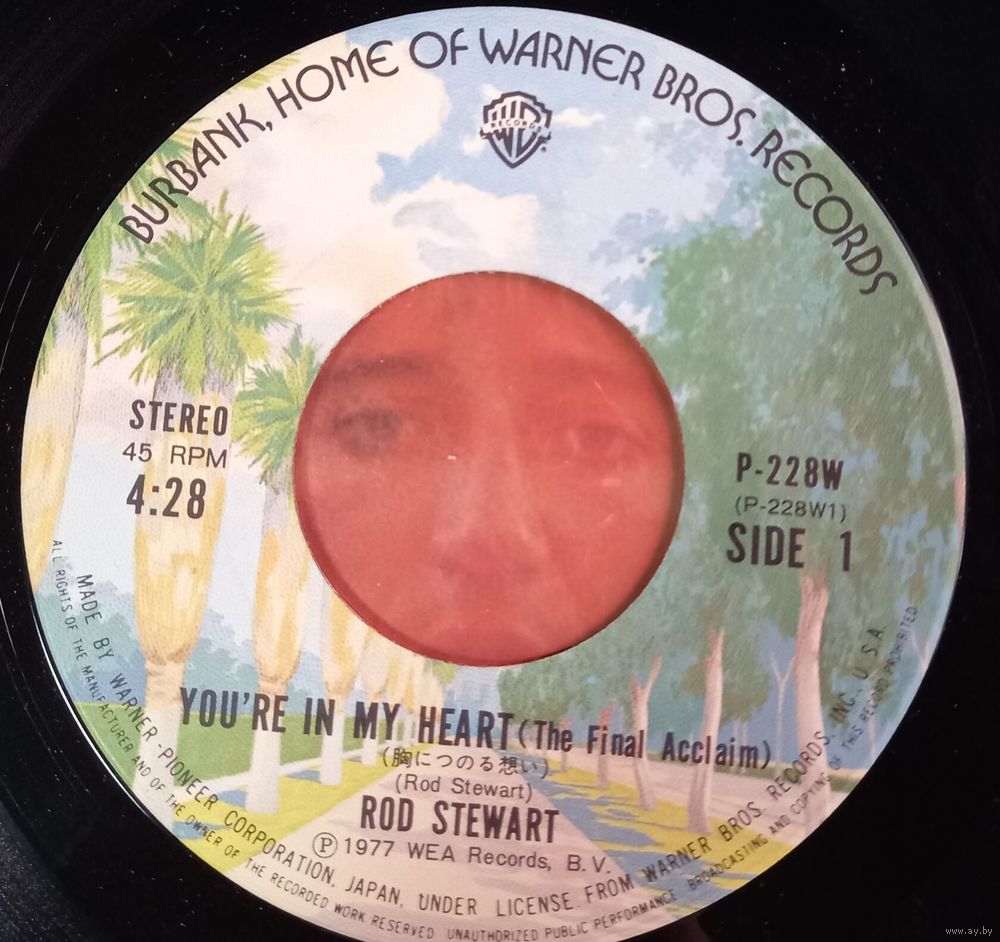 BURBANK, HOME OF WARNER BROS. RECORDS
WB
RECORDS
STEREO
45 RPM
4:28
P-228W
(P-228W1)
SIDE 1
YOU'RE IN MY HEART (The Final Acclaim)
(胸につのる想い)
(Rod Stewart)
ROD STEWART
Ⓟ 1977 WEA Records, B.V.
MADE BY WARNER-PIONEER CORPORATION, JAPAN, UNDER LICENSE FROM WARNER BROS. RECORDS, INC. U.S.A.
ALL RIGHTS OF THE MANUFACTURER AND OF THE OWNER OF THE RECORDED WORK RESERVED UNAUTHORIZED PUBLIC PERFORMANCE BROADCASTING AND COPYING OF THIS RECORD PROHIBITED
www.ay.by